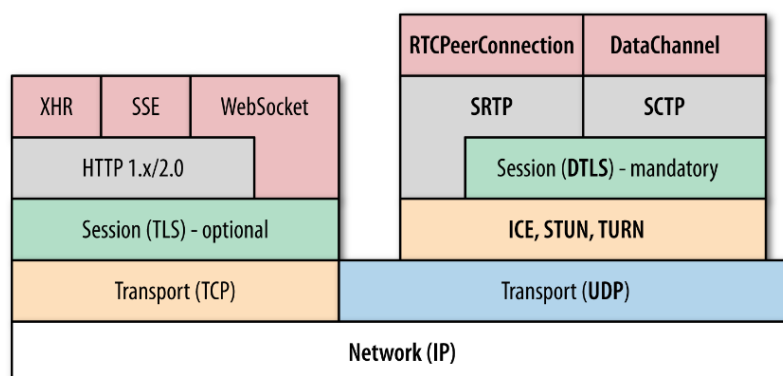 RTCPeerConnection DataChannel
XHR SSE WebSocket SRTP SCTP
HTTP 1.x/2.0 Session (DTLS) - mandatory
Session (TLS) - optional ICE, STUN, TURN
Transport (TCP) Transport (UDP)
Network (IP)